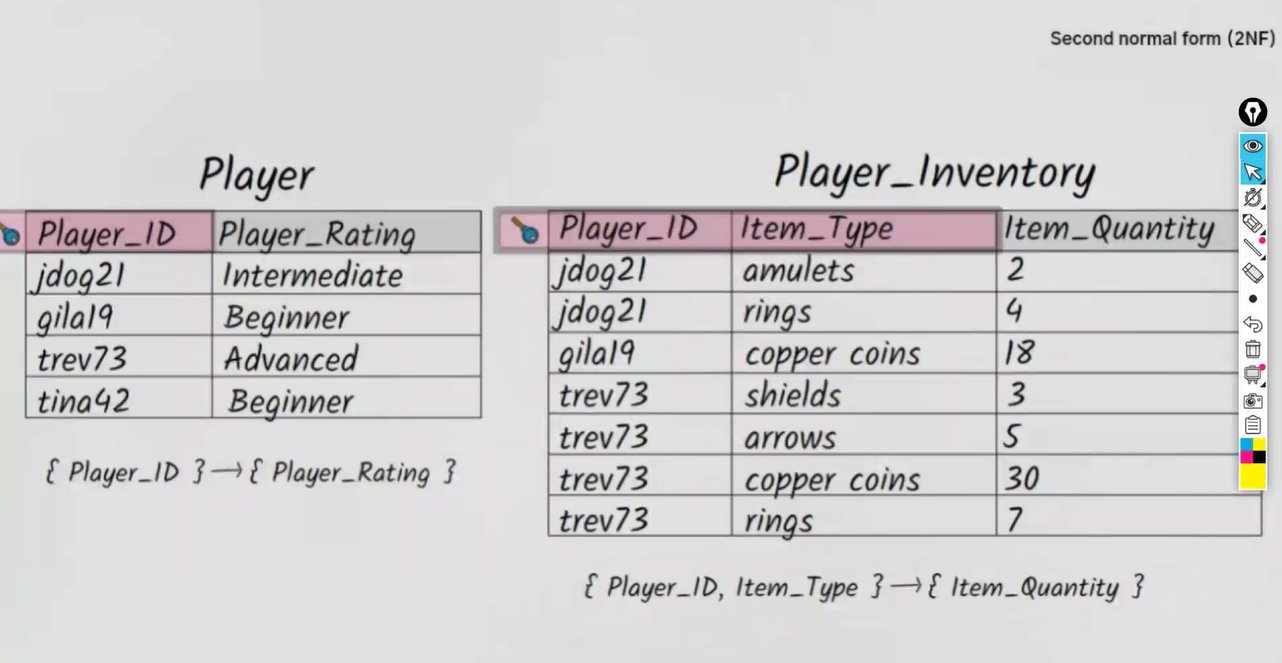 Second normal form (2NF)
Player
Player_ID Player_Rating
jdog21 Intermediate
gila19 Beginner
trev73 Advanced
tina42 Beginner
{ Player_ID } → { Player_Rating }
Player_Inventory
Player_ID Item_Type Item_Quantity
jdog21 amulets 2
jdog21 rings 4
gila19 copper coins 18
trev73 shields 3
trev73 arrows 5
trev73 copper coins 30
trev73 rings 7
{ Player_ID, Item_Type } → { Item_Quantity }